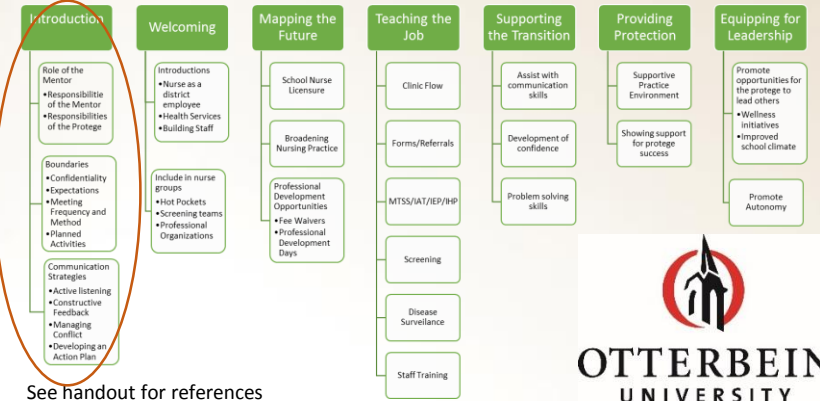 Introduction
Role of the
Mentor
•Responsibilitie
of the Mentor
•Responsibilities
of the Protege
Boundaries
•Confidentiality
•Expectations
•Meeting
Frequency and
Method
•Planned
Activities
Communication
Strategies
•Active listening
•Constructive
Feedback
•Managing
Conflict
•Developing an
Action Plan
Welcoming
Introductions
•Nurse as a
district
employee
•Health Services
•Building Staff
Include in nurse
groups
•Hot Pockets
•Screening teams
•Professional
Organizations
Mapping the
Future
School Nurse
Licensure
Broadening
Nursing Practice
Professional
Development
Opportunities
•Fee Waivers
•Professional
Development
Days
Teaching the
Job
Clinic Flow
Forms/Referrals
MTSS/IAT/IEP/IHP
Screening
Disease
Surveilance
Staff Training
Supporting
the Transition
Assist with
communication
skills
Development of
confidence
Problem solving
skills
Providing
Protection
Supportive
Practice
Environment
Showing support
for protege
success
Equipping for
Leadership
Promote
opportunities for
the protege to
lead others
•Wellness
initiatives
•Improved
school climate
Promote
Autonomy
See handout for references
OTTERBEIN
UNIVERSITY